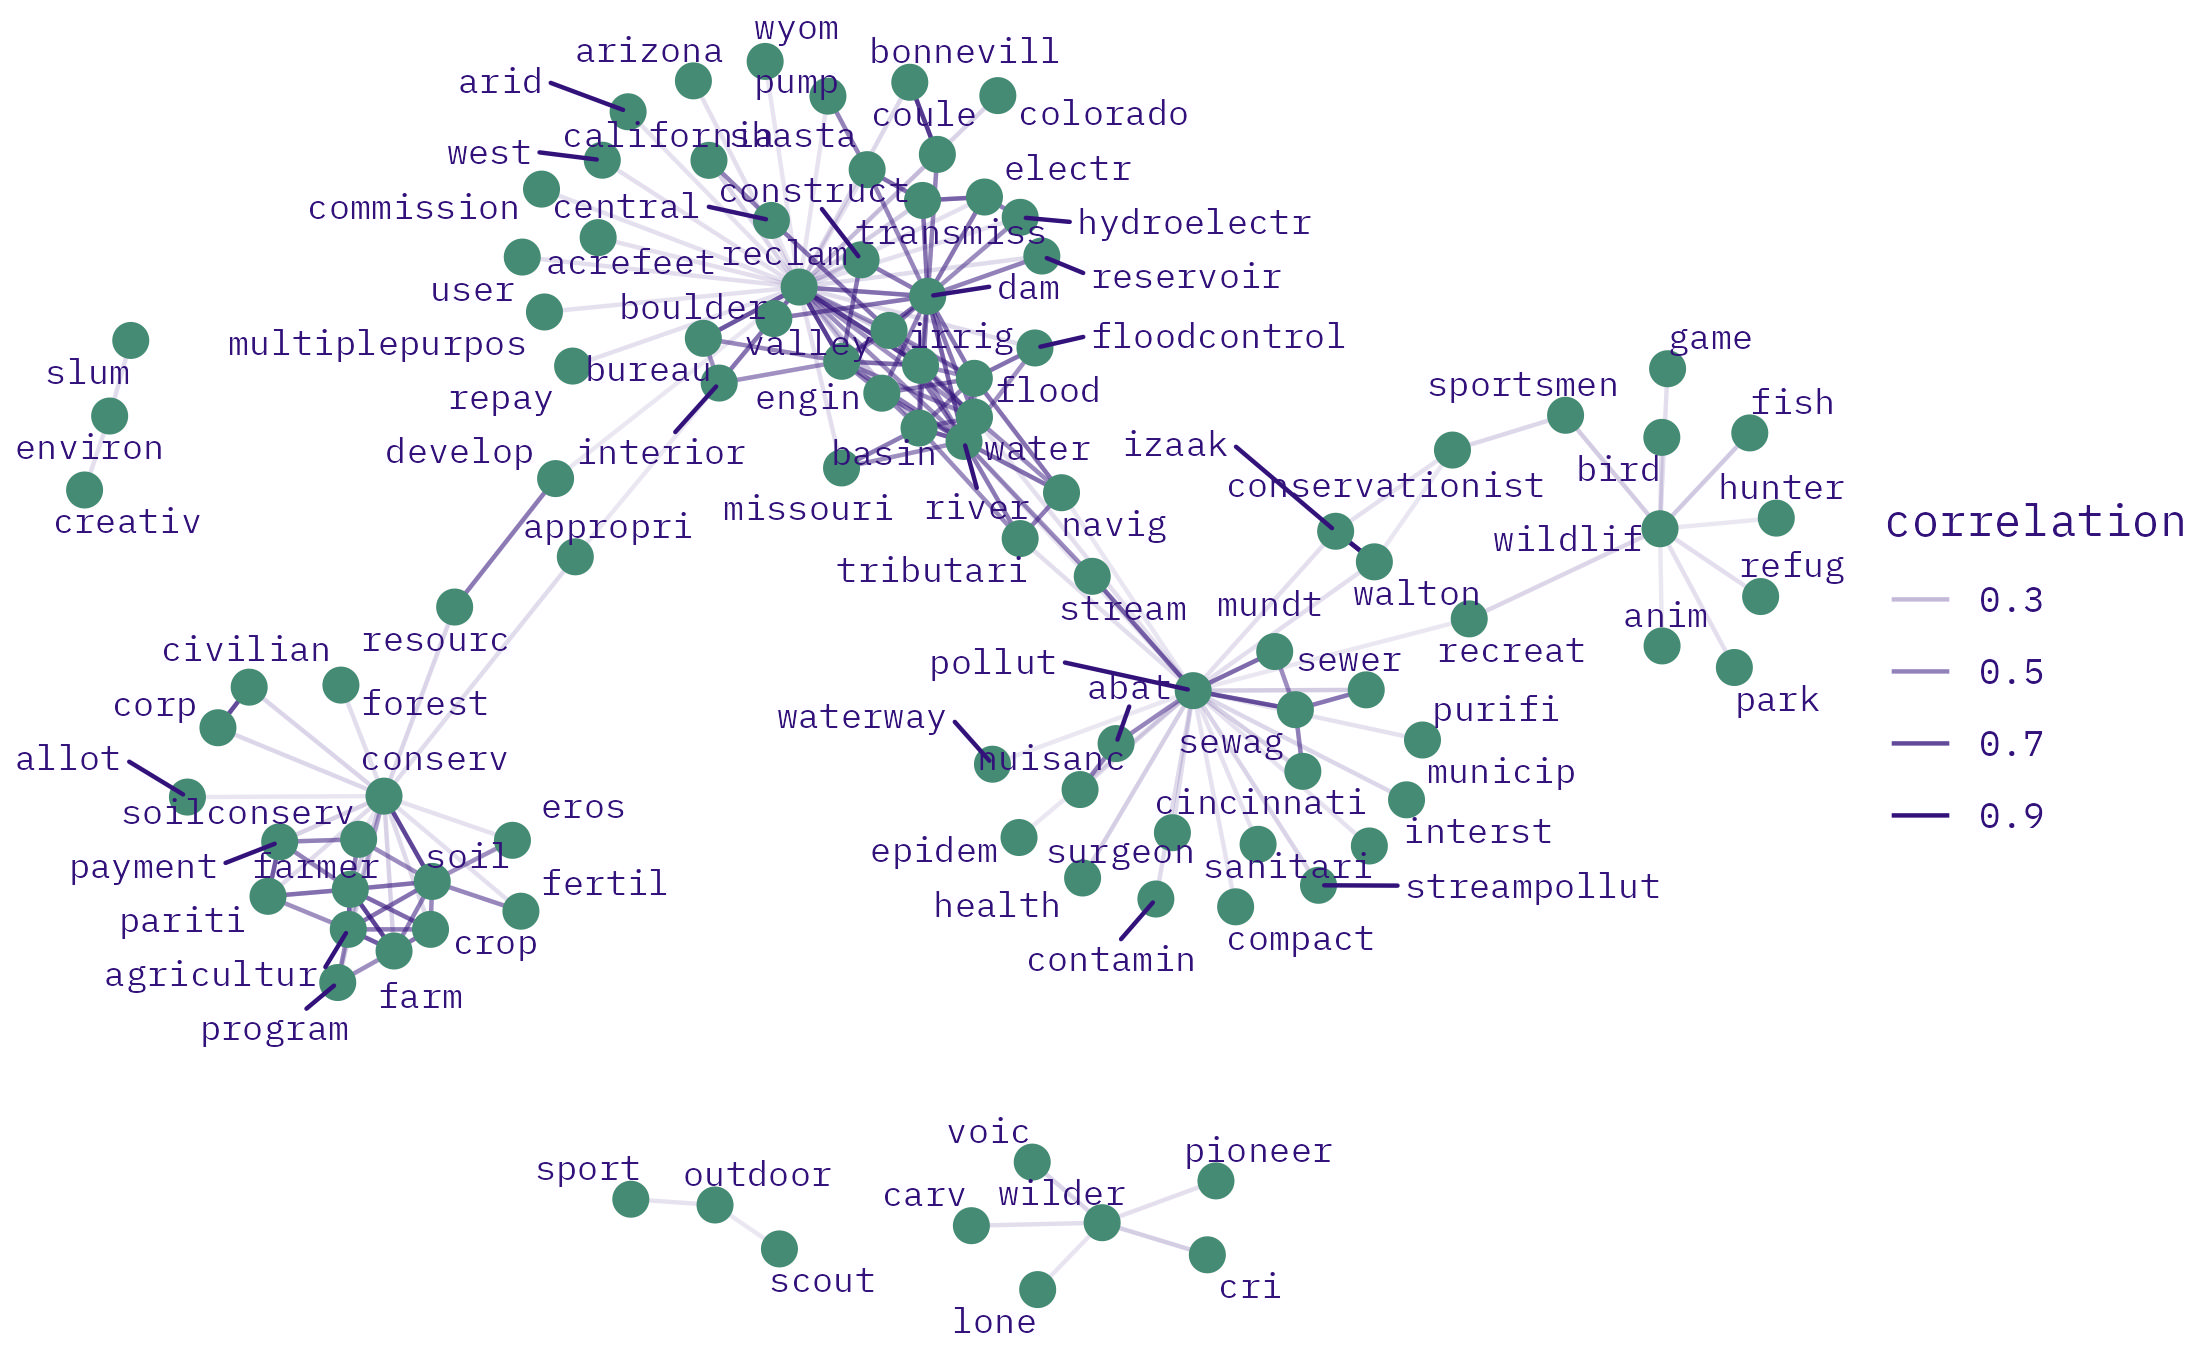 wyom
arizona
bonnevill
arid
pump
coule
colorado
california
shasta
west
electr
construct
commission
central
hydroelectr
transmiss
reclam
acrefeet
reservoir
user
dam
boulder
floodcontrol
irrig
multiplepurpos
valley
game
slum
bureau
sportsmen
repay
engin
flood
fish
environ
develop
interior
basin
water
izaak
bird
conservationist
hunter
creativ
missouri
river
correlation
appropri
navig
wildlif
tributari
refug
0.3
stream
mundt
walton
anim
civilian
resourc
pollut
sewer
recreat
0.5
corp
forest
abat
park
waterway
purifi
sewag
0.7
allot
conserv
nuisanc
municip
soilconserv
eros
cincinnati
0.9
payment
farmer
soil
epidem
surgeon
sanitari
interst
fertil
streampollut
pariti
health
crop
compact
agricultur
contamin
farm
program
voic
sport
outdoor
pioneer
carv
wilder
scout
cri
lone